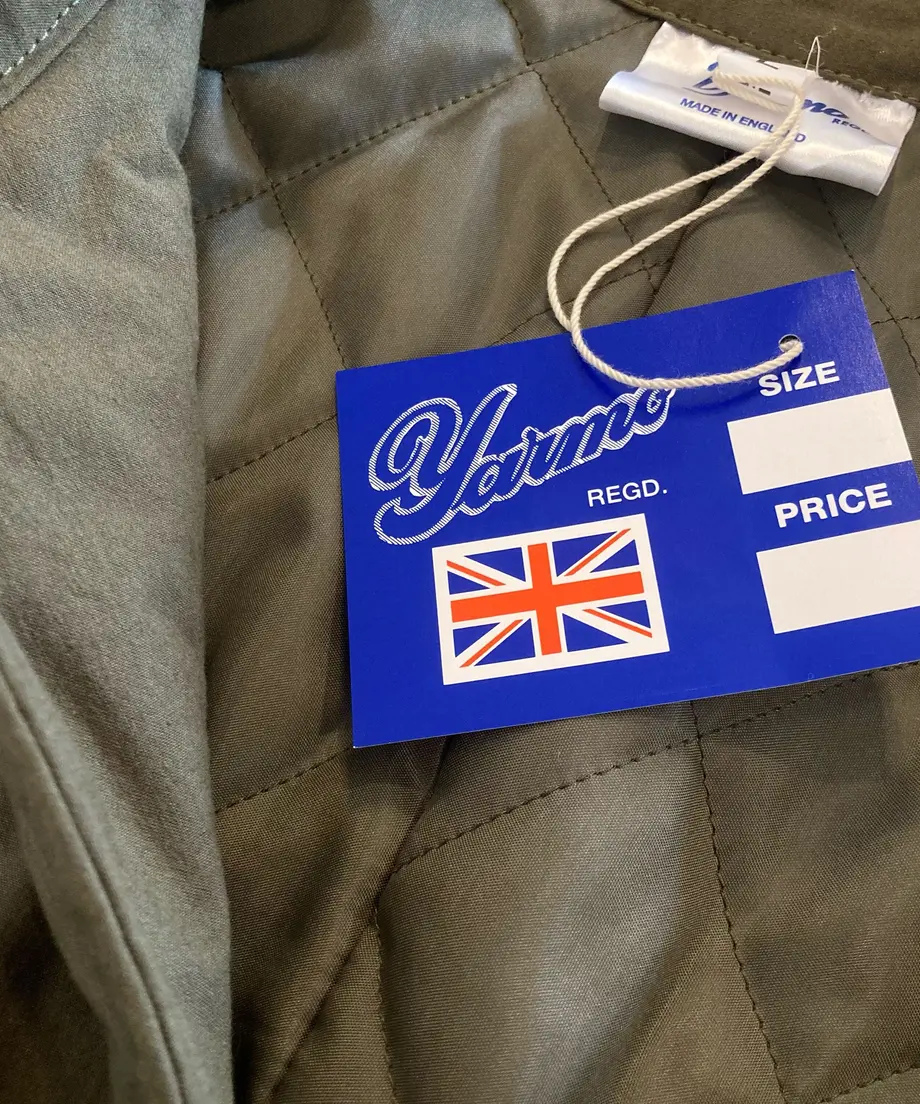 MADE IN ENGLAND
Yarmo
REGD.
SIZE
PRICE